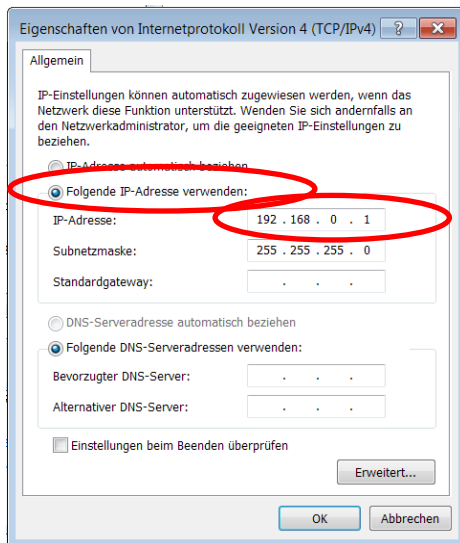 Eigenschaften von Internetprotokoll Version 4 (TCP/IPv4)
Allgemein
IP-Einstellungen können automatisch zugewiesen werden, wenn das
Netzwerk diese Funktion unterstützt. Wenden Sie sich andernfalls an
den Netzwerkadministrator, um die geeigneten IP-Einstellungen zu
beziehen.
IP-Adresse automatisch beziehen
Folgende IP-Adresse verwenden:
IP-Adresse: 192 . 168 . 0 . 1
Subnetzmaske: 255 . 255 . 255 . 0
Standardgateway: . . .
DNS-Serveradresse automatisch beziehen
Folgende DNS-Serveradressen verwenden:
Bevorzugter DNS-Server: . . .
Alternativer DNS-Server: . . .
Einstellungen beim Beenden überprüfen
Erweitert...
OK Abbrechen